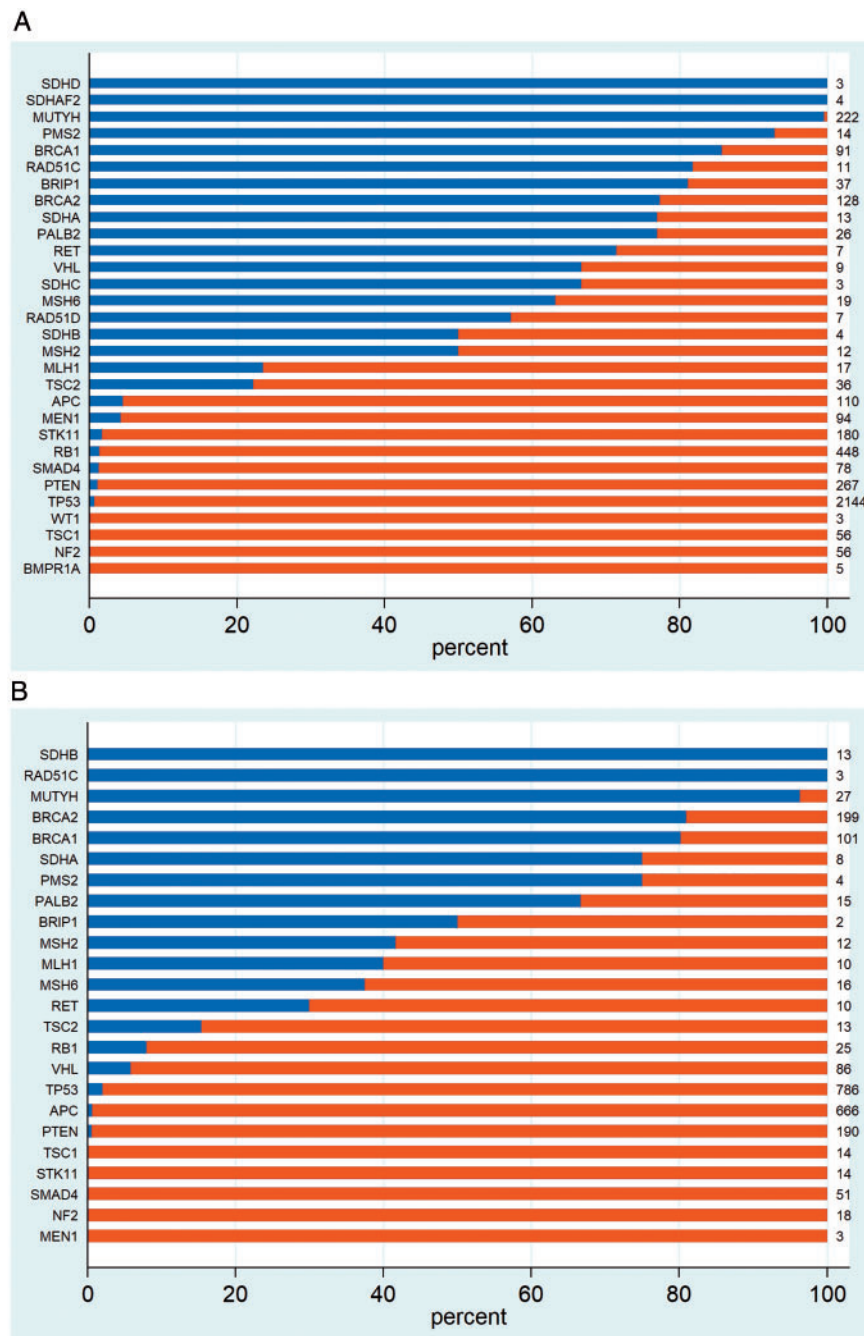 A
SDHD 3
SDHAF2 4
MUTYH 222
PMS2 14
BRCA1 91
RAD51C 11
BRIP1 37
BRCA2 128
SDHA 13
PALB2 26
RET 7
VHL 9
SDHC 3
MSH6 19
RAD51D 7
SDHB 4
MSH2 12
MLH1 17
TSC2 36
APC 110
MEN1 94
STK11 180
RB1 448
SMAD4 78
PTEN 267
TP53 2144
WT1 3
TSC1 56
NF2 56
BMPR1A 5
0 20 40 60 80 100
percent
B
SDHB 13
RAD51C 3
MUTYH 27
BRCA2 199
BRCA1 101
SDHA 8
PMS2 4
PALB2 15
BRIP1 2
MSH2 12
MLH1 10
MSH6 16
RET 10
TSC2 13
RB1 25
VHL 86
TP53 786
APC 666
PTEN 190
TSC1 14
STK11 14
SMAD4 51
NF2 18
MEN1 3
0 20 40 60 80 100
percent